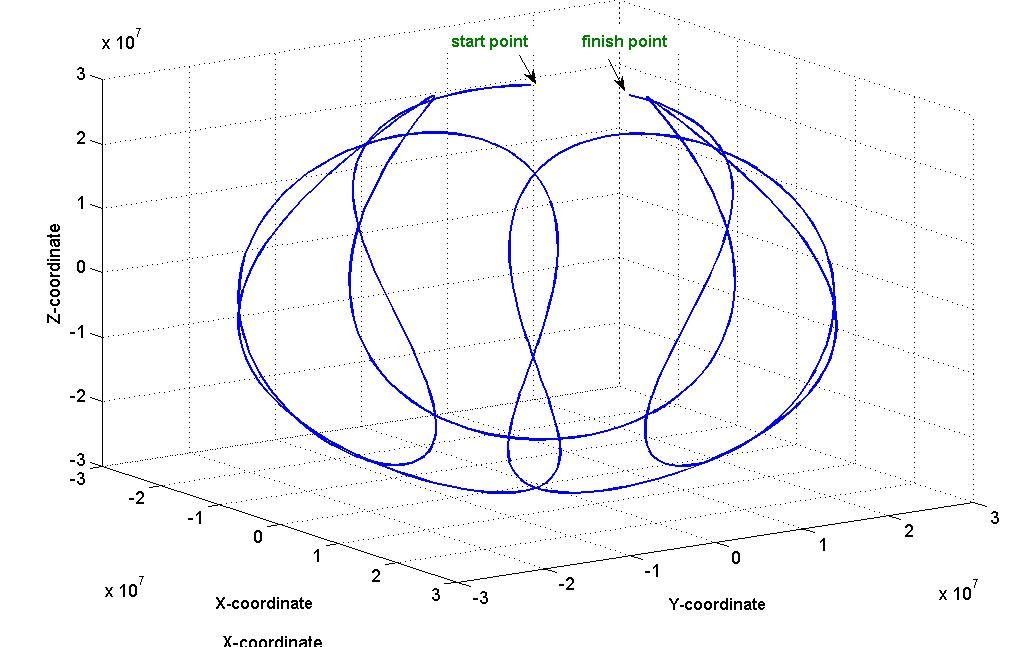 x 10^7
start point finish point
3
2
1
0
-1
-2
-3
Z-coordinate
-3
-2
-1
0
1
2
3
x 10^7
X-coordinate
X-coordinate
-3
-2
-1
0
1
2
3
x 10^7
Y-coordinate